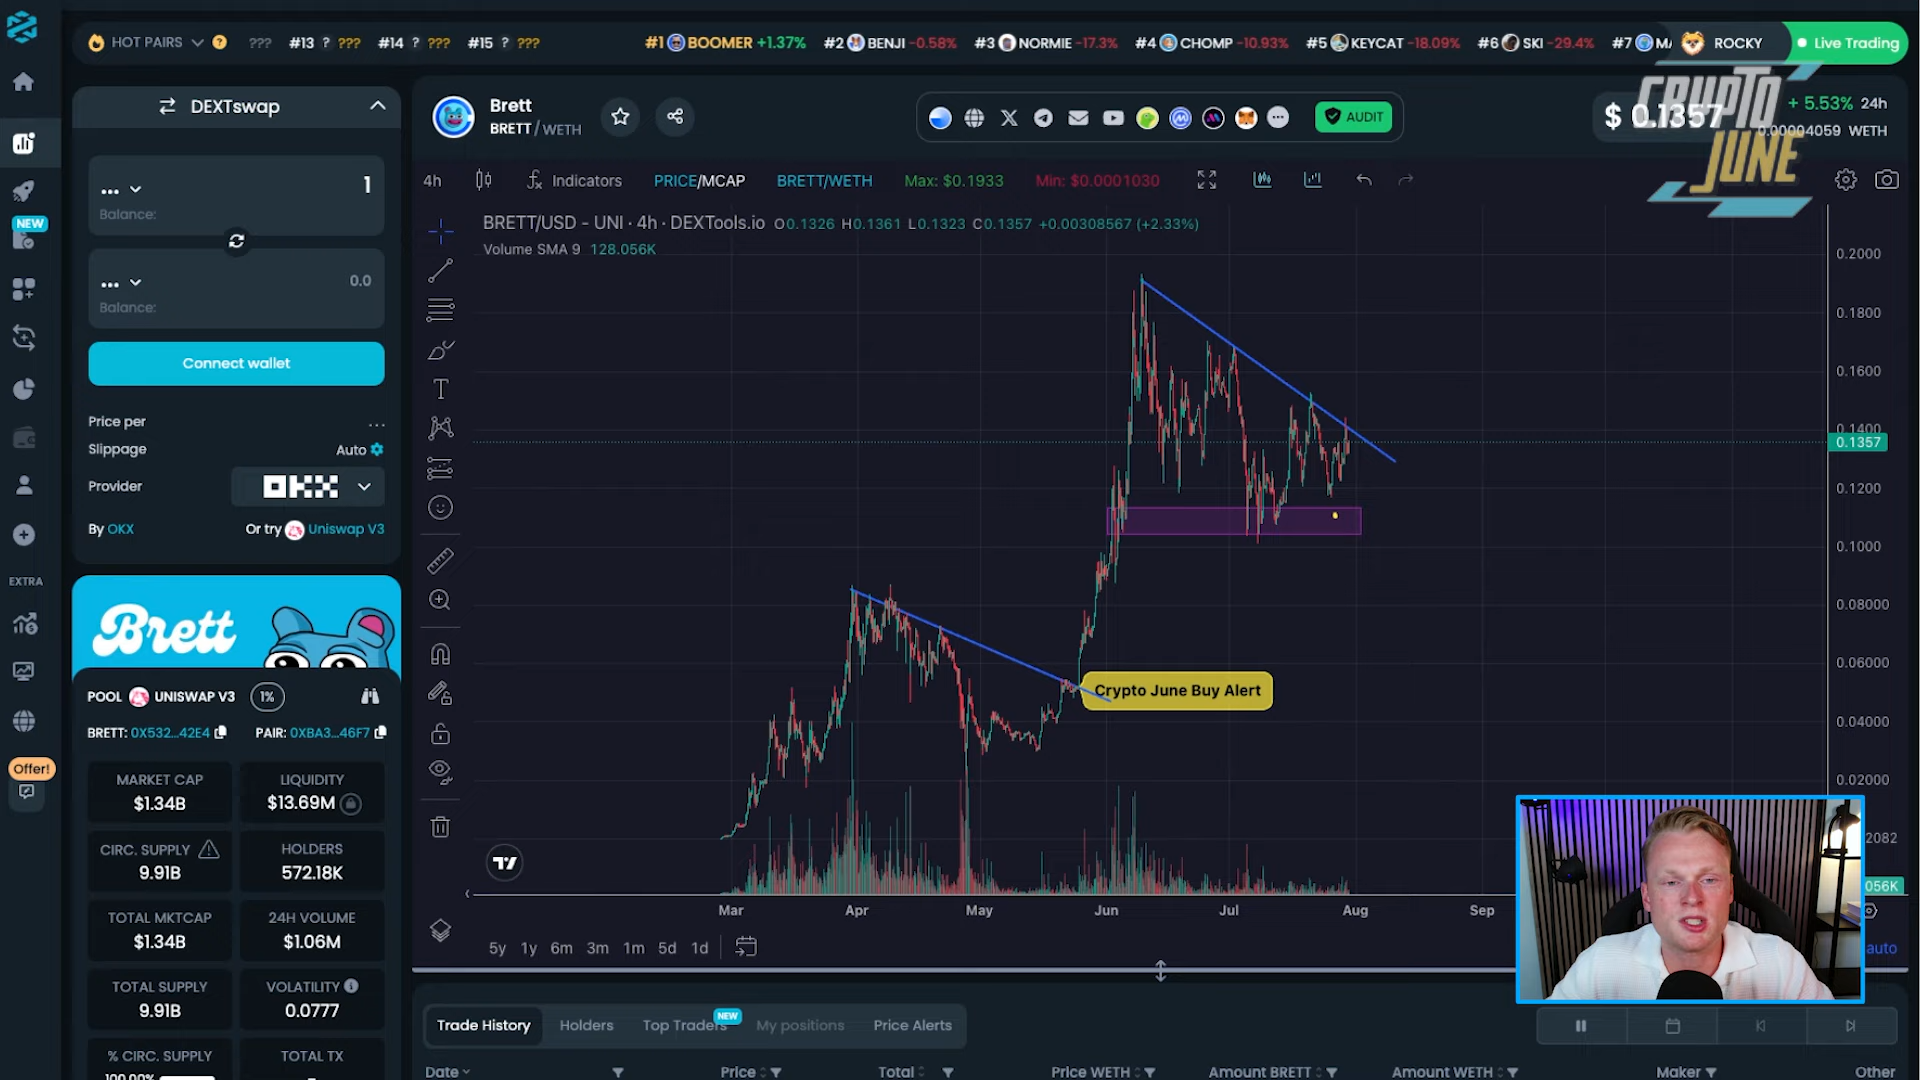 HOT PAIRS ? ??? #13 ? ??? #14 ? ??? #15 ? ??? #1 BOOMER +1.37% #2 BENJI -0.58% #3 NORMIE -17.3% #4 CHOMP -10.93% #5 KEYCAT -18.09% #6 SKI -29.4% #7 ROCKY Live Trading
CRYPTO JUNE
DEXTswap
... 1
Balance:
... 0.0
Balance:
Connect wallet
Price per ...
Slippage Auto
Provider OKX
By OKX Or try Uniswap V3
EXTRA
NEW
Offer!
Brett
BRETT/WETH
AUDIT
$ 0.1357 + 5.53% 24h
0.00004059 WETH
4h Indicators PRICE/MCAP BRETT/WETH Max: $0.1933 Min: $0.0001030
BRETT/USD - UNI · 4h · DEXTools.io O0.1326 H0.1361 L0.1323 C0.1357 +0.00308567 (+2.33%)
Volume SMA 9 128.056K
0.2000
0.1800
0.1600
0.1400
0.1357
0.1200
0.1000
0.08000
0.06000
0.04000
0.02000
2082
056K
auto
Crypto June Buy Alert
Mar Apr May Jun Jul Aug Sep
5y 1y 6m 3m 1m 5d 1d
Brett
POOL UNISWAP V3 1%
BRETT: 0X532...42E4 PAIR: 0XBA3...46F7
MARKET CAP
$1.34B
LIQUIDITY
$13.69M
CIRC. SUPPLY
9.91B
HOLDERS
572.18K
TOTAL MKTCAP
$1.34B
24H VOLUME
$1.06M
TOTAL SUPPLY
9.91B
VOLATILITY
0.0777
% CIRC. SUPPLY
100.00%
TOTAL TX
Trade History Holders Top Traders NEW My positions Price Alerts
Date Price Total Price WETH Amount BRETT Amount WETH Maker Other